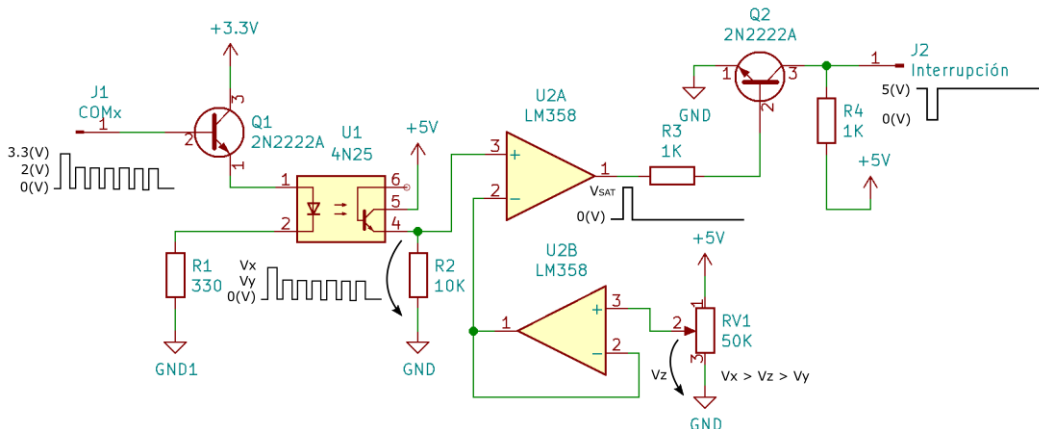 +3.3V
J1
COMx
1
3
2
1
Q1
2N2222A
3.3(V)
2(V)
0(V)
U1
4N25
+5V
1
2
6
5
4
R1
330
GND1
Vx
Vy
0(V)
R2
10K
GND
U2A
LM358
3
+
2
−
1
VSAT
0(V)
R3
1K
Q2
2N2222A
1
3
2
GND
1
J2
Interrupción
5(V)
0(V)
R4
1K
+5V
U2B
LM358
1
+
3
−
2
+5V
1
2
3
RV1
50K
Vz
Vx > Vz > Vy
GND